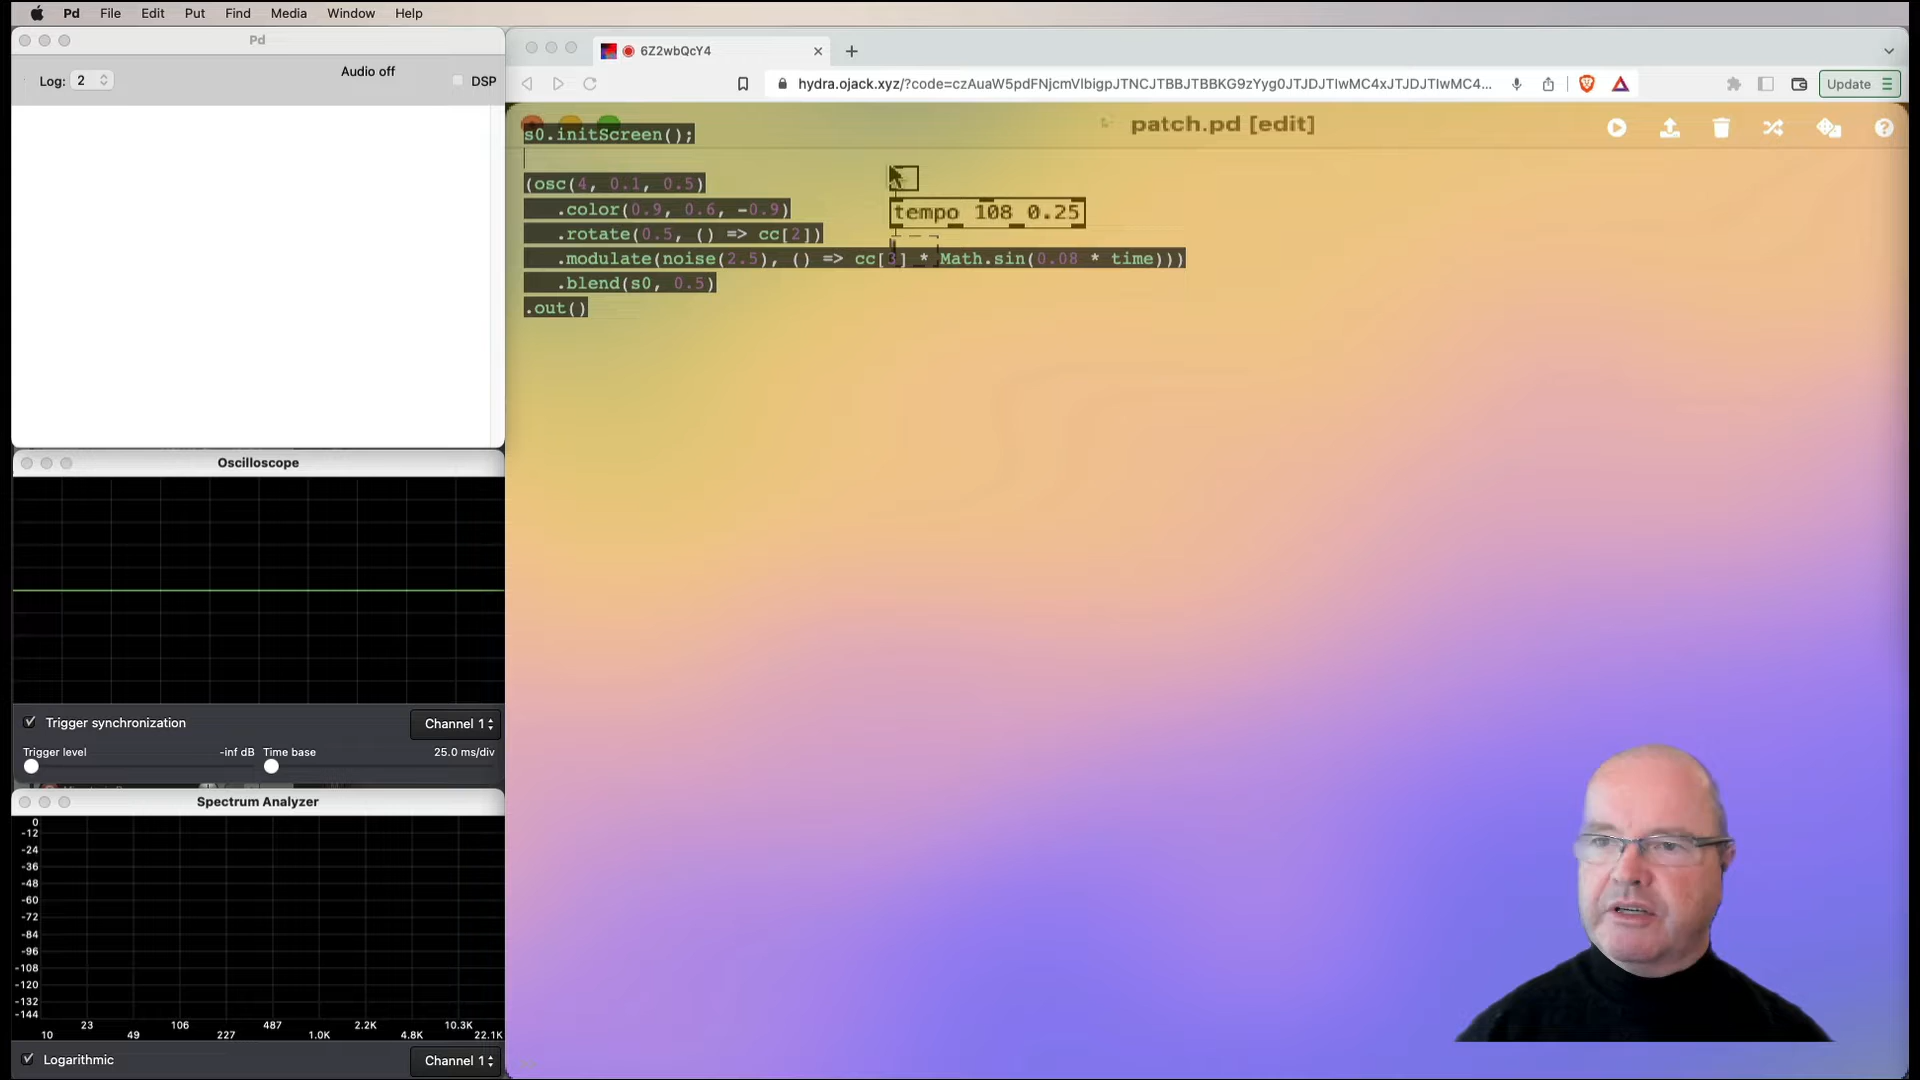 Pd File Edit Put Find Media Window Help
Pd
Log: 2
Audio off
DSP
Oscilloscope
Trigger synchronization
Channel 1
Trigger level -inf dB Time base 25.0 ms/div
Spectrum Analyzer
0
-12
-24
-36
-48
-60
-72
-84
-96
-108
-120
-132
-144
10 23 49 106 227 487 1.0K 2.2K 4.8K 10.3K 22.1K
Logarithmic
Channel 1
6Z2wbQcY4
hydra.ojack.xyz/?code=czAuaW5pdFNjcmVlbigpJTNCJTBBJTBBKG9zYyg0JTJDJTIwMC4xJTJDJTIwMC4...
Update
patch.pd [edit]
s0.initScreen();
(osc(4, 0.1, 0.5)
.color(0.9, 0.6, -0.9)
.rotate(0.5, () => cc[2])
.modulate(noise(2.5), () => cc[3] * Math.sin(0.08 * time)))
.blend(s0, 0.5)
.out()
tempo 108 0.25